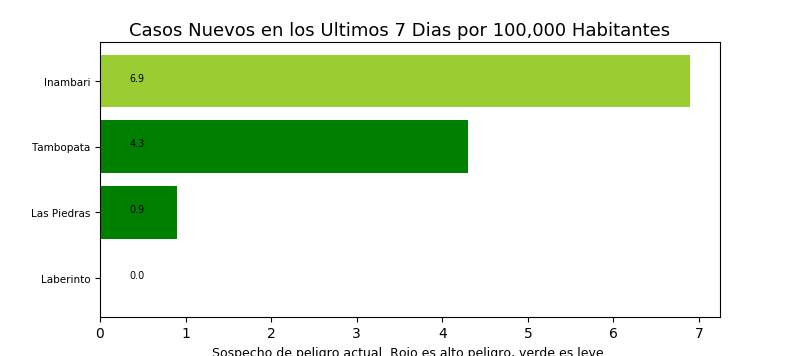 Casos Nuevos en los Ultimos 7 Dias por 100,000 Habitantes
Inambari 6.9
Tambopata 4.3
Las Piedras 0.9
Laberinto 0.0
0 1 2 3 4 5 6 7
Sospecho de peligro actual. Rojo es alto peligro, verde es leve